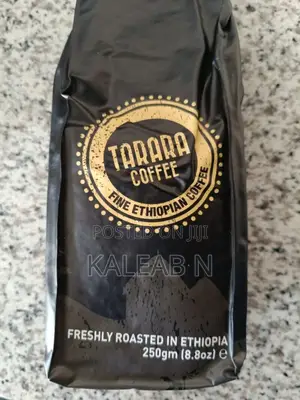 TARARA
COFFEE
FINE ETHIOPIAN COFFEE
POSTED ON JIJI
KALEAB N
FRESHLY ROASTED IN ETHIOPIA
250gm (8.8oz) ℮